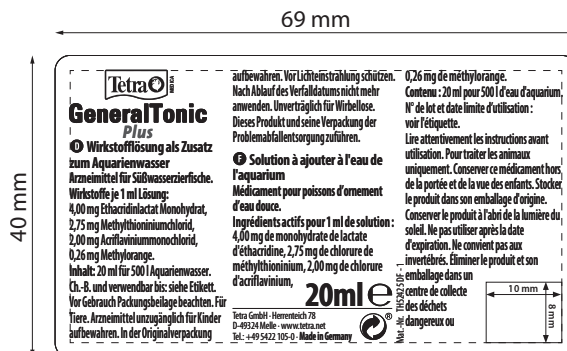 69 mm
40 mm
Tetra
MEDICA
GeneralTonic
Plus
D Wirkstofflösung als Zusatz
zum Aquarienwasser
Arzneimittel für Süßwasserzierfische.
Wirkstoffe je 1 ml Lösung:
4,00 mg Ethacridinlactat Monohydrat,
2,75 mg Methylthioniniumchlorid,
2,00 mg Acriflaviniummonochlorid,
0,26 mg Methylorange.
Inhalt: 20 ml für 500 l Aquarienwasser.
Ch.-B. und verwendbar bis: siehe Etikett.
Vor Gebrauch Packungsbeilage beachten. Für
Tiere. Arzneimittel unzugänglich für Kinder
aufbewahren. In der Originalverpackung
aufbewahren. Vor Lichteinstrahlung schützen.
Nach Ablauf des Verfalldatums nicht mehr
anwenden. Unverträglich für Wirbellose.
Dieses Produkt und seine Verpackung der
Problemabfallentsorgung zuführen.
F Solution à ajouter à l'eau de
l'aquarium
Médicament pour poissons d'ornement
d'eau douce.
Ingrédients actifs pour 1 ml de solution :
4,00 mg de monohydrate de lactate
d'éthacridine, 2,75 mg de chlorure de
méthylthioninium, 2,00 mg de chlorure
d'acriflavinium,
20ml e
Tetra GmbH · Herrenteich 78
D-49324 Melle · www.tetra.net
Tel.: +49 5422 105-0 · Made in Germany
®
Mat.-Nr. TH52425 DF - 1
0,26 mg de méthylorange.
Contenu : 20 ml pour 500 l d'eau d'aquarium.
N° de lot et date limite d'utilisation :
voir l'étiquette.
Lire attentivement les instructions avant
utilisation. Pour traiter les animaux
uniquement. Conserver ce médicament hors
de la portée et de la vue des enfants. Stocker
le produit dans son emballage d'origine.
Conserver le produit à l'abri de la lumière du
soleil. Ne pas utiliser après la date
d'expiration. Ne convient pas aux
invertébrés. Éliminer le produit et son
emballage dans un
centre de collecte
des déchets
dangereux ou
10 mm
8 mm